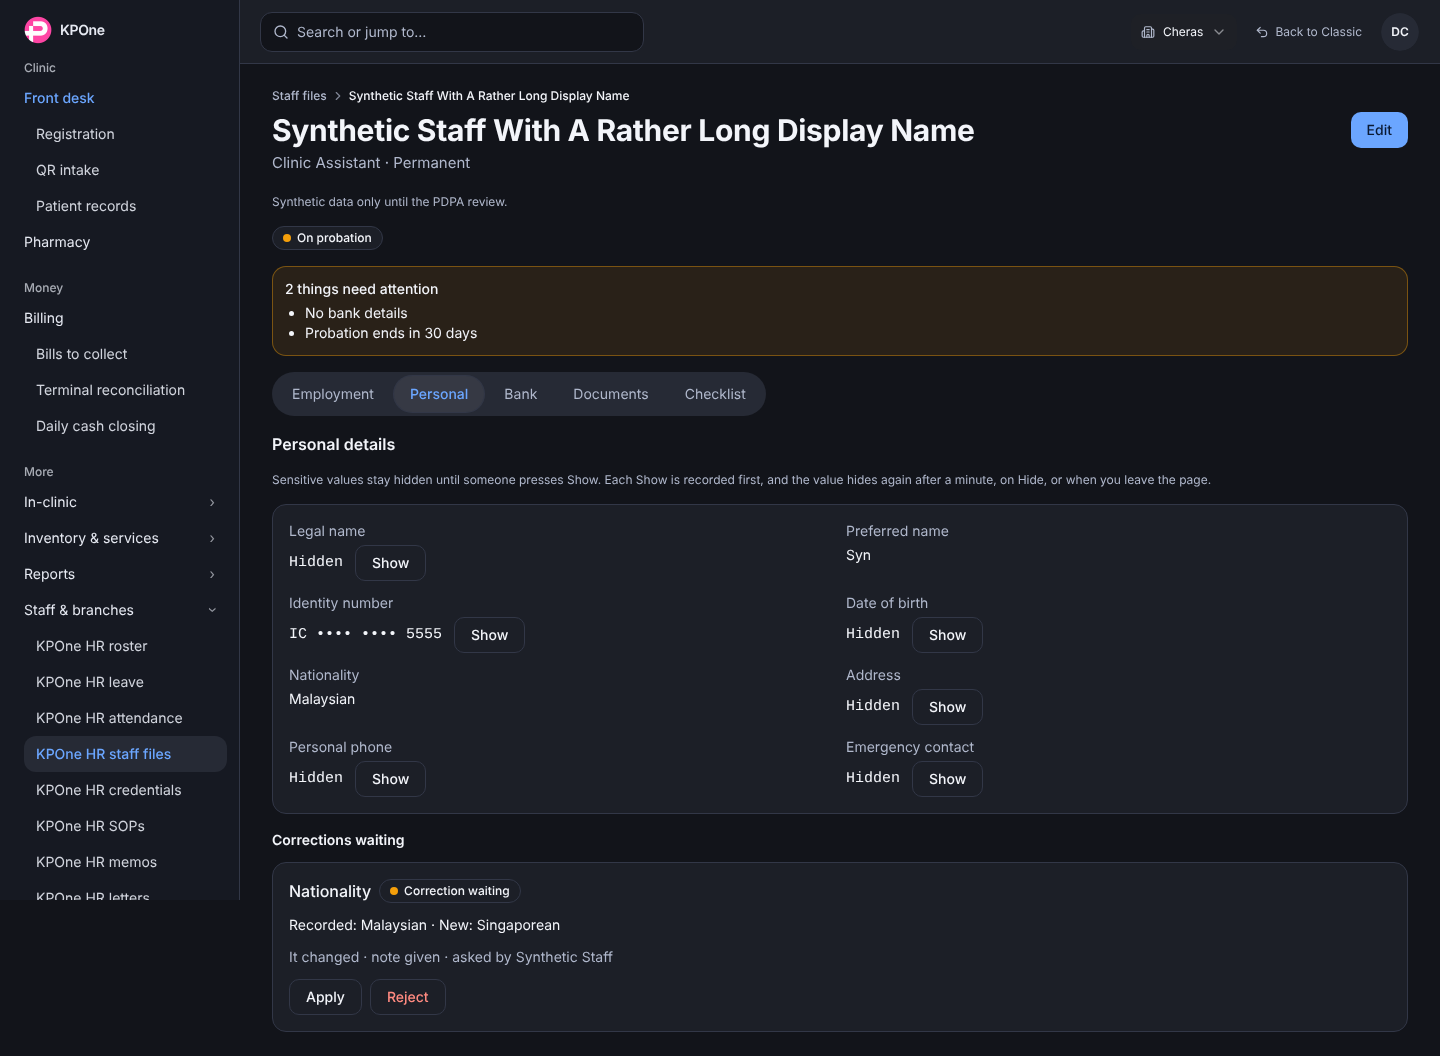 KPOne
Clinic
Front desk
Registration
QR intake
Patient records
Pharmacy
Money
Billing
Bills to collect
Terminal reconciliation
Daily cash closing
More
In-clinic
Inventory & services
Reports
Staff & branches
KPOne HR roster
KPOne HR leave
KPOne HR attendance
KPOne HR staff files
KPOne HR credentials
KPOne HR SOPs
KPOne HR memos
KPOne HR letters
Search or jump to...
Cheras
Back to Classic
DC
Staff files > Synthetic Staff With A Rather Long Display Name
Synthetic Staff With A Rather Long Display Name
Edit
Clinic Assistant · Permanent
Synthetic data only until the PDPA review.
On probation
2 things need attention
• No bank details
• Probation ends in 30 days
Employment Personal Bank Documents Checklist
Personal details
Sensitive values stay hidden until someone presses Show. Each Show is recorded first, and the value hides again after a minute, on Hide, or when you leave the page.
Legal name
Hidden Show
Preferred name
Syn
Identity number
IC •••• •••• 5555 Show
Date of birth
Hidden Show
Nationality
Malaysian
Address
Hidden Show
Personal phone
Hidden Show
Emergency contact
Hidden Show
Corrections waiting
Nationality Correction waiting
Recorded: Malaysian · New: Singaporean
It changed · note given · asked by Synthetic Staff
Apply Reject